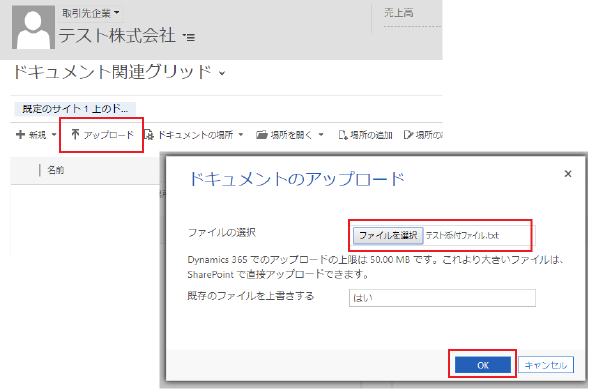 取引先企業
売上高
テスト株式会社
ドキュメント関連グリッド
既定のサイト 1 上のド...
新規 アップロード ドキュメントの場所 場所を開く 場所の追加
名前
ドキュメントのアップロード
ファイルの選択 ファイルを選択 テスト添付ファイル.txt
Dynamics 365 でのアップロードの上限は 50.00 MB です。これより大きいファイルは、
SharePoint で直接アップロードできます。
既存のファイルを上書きする はい
OK キャンセル